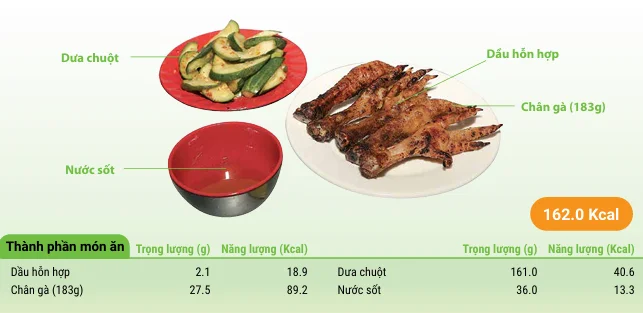 Dưa chuột
Dầu hỗn hợp
Chân gà (183g)
Nước sốt
162.0 Kcal
Thành phần món ăn Trọng lượng (g) Năng lượng (Kcal) Trọng lượng (g) Năng lượng (Kcal)
Dầu hỗn hợp 2.1 18.9 Dưa chuột 161.0 40.6
Chân gà (183g) 27.5 89.2 Nước sốt 36.0 13.3